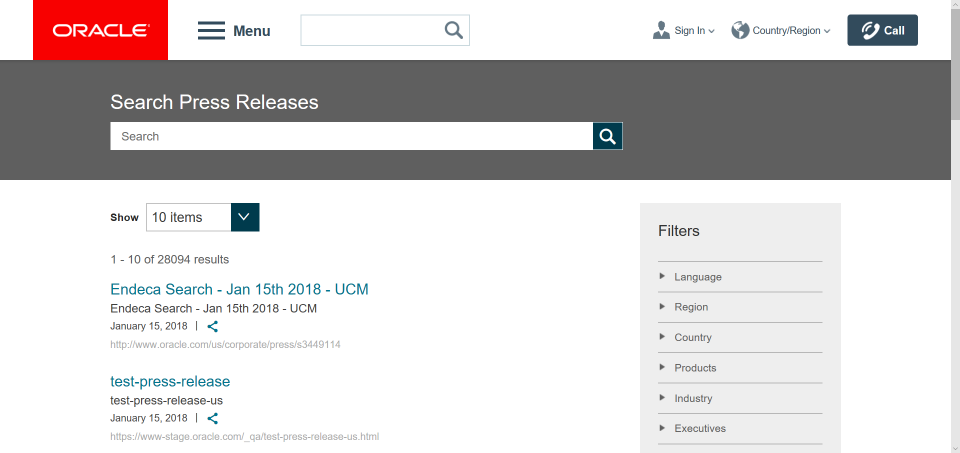 ORACLE
Menu
Sign In
Country/Region
Call
Search Press Releases
Search
Show
10 items
1 - 10 of 28094 results
Endeca Search - Jan 15th 2018 - UCM
Endeca Search - Jan 15th 2018 - UCM
January 15, 2018 |
http://www.oracle.com/us/corporate/press/s3449114
test-press-release
test-press-release-us
January 15, 2018 |
https://www-stage.oracle.com/_qa/test-press-release-us.html
Filters
Language
Region
Country
Products
Industry
Executives